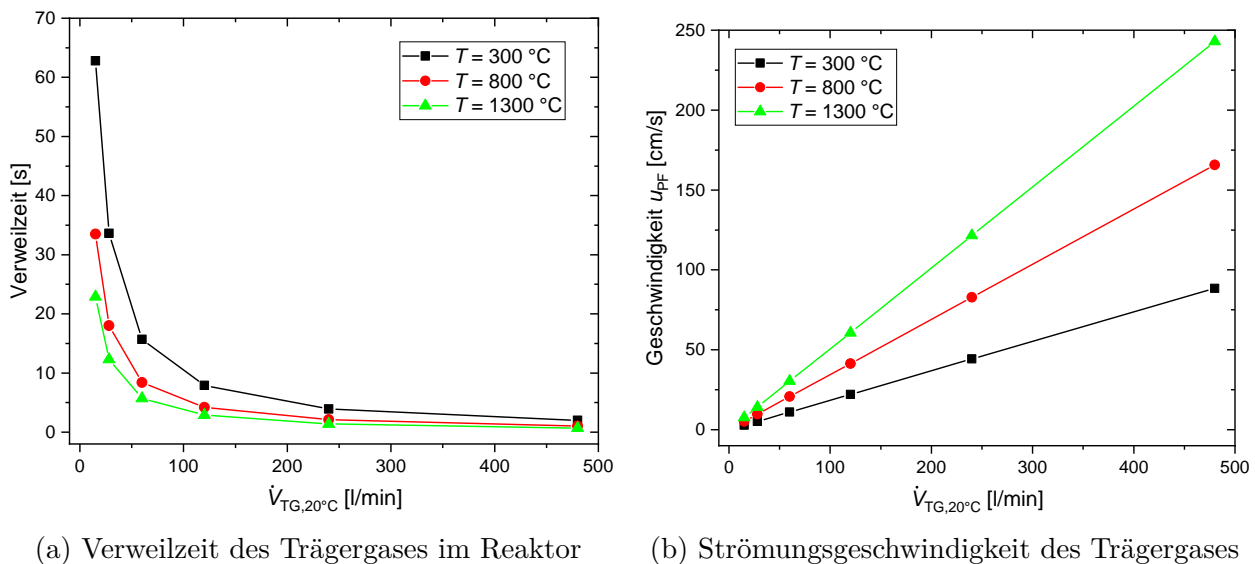 70
60
50
40
30
20
10
0
Verweilzeit [s]
T = 300 °C
T = 800 °C
T = 1300 °C
0 100 200 300 400 500
V̇TG,20°C [l/min]
(a) Verweilzeit des Trägergases im Reaktor
250
200
150
100
50
0
Geschwindigkeit uPF [cm/s]
T = 300 °C
T = 800 °C
T = 1300 °C
0 100 200 300 400 500
V̇TG,20°C [l/min]
(b) Strömungsgeschwindigkeit des Trägergases